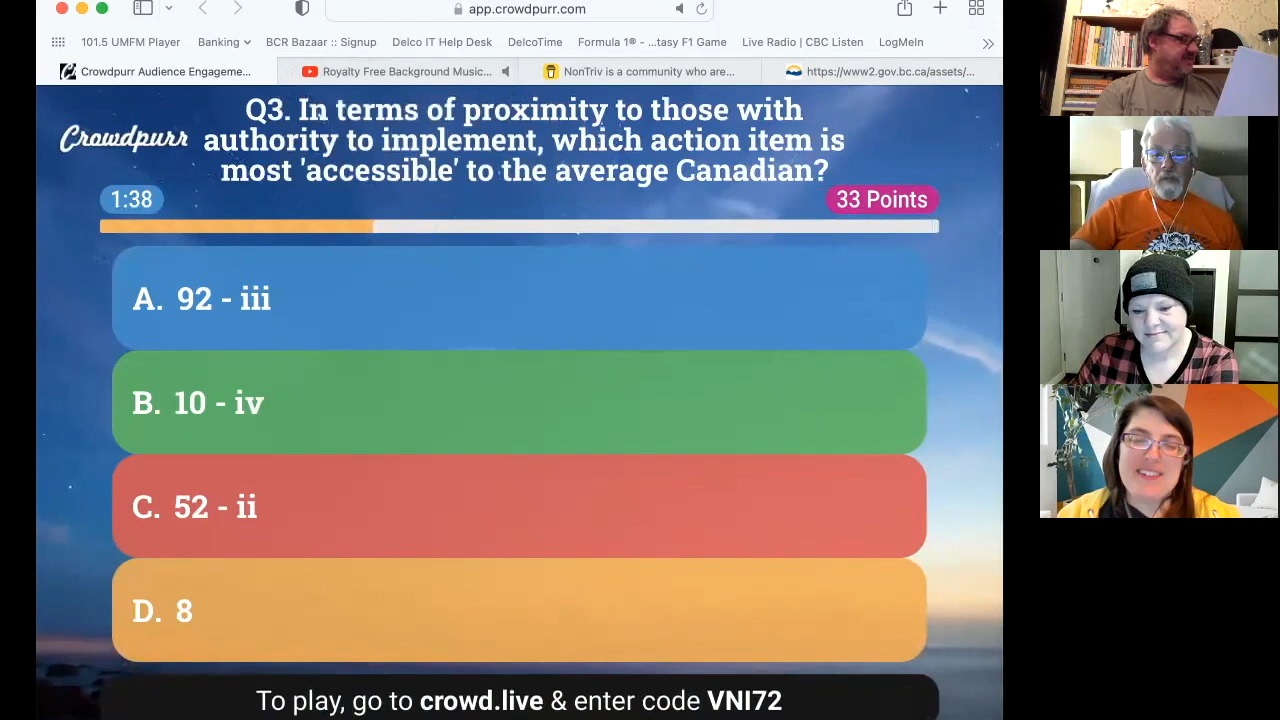 app.crowdpurr.com
101.5 UMFM Player
Banking
BCR Bazaar :: Signup
Delco IT Help Desk
DelcoTime
Formula 1® - ...tasy F1 Game
Live Radio | CBC Listen
LogMeIn
Crowdpurr Audience Engageme...
Royalty Free Background Music...
NonTriv is a community who are...
https://www2.gov.bc.ca/assets/...
Crowdpurr
Q3. In terms of proximity to those with
authority to implement, which action item is
most 'accessible' to the average Canadian?
1:38
33 Points
A. 92 - iii
B. 10 - iv
C. 52 - ii
D. 8
To play, go to crowd.live & enter code VNI72